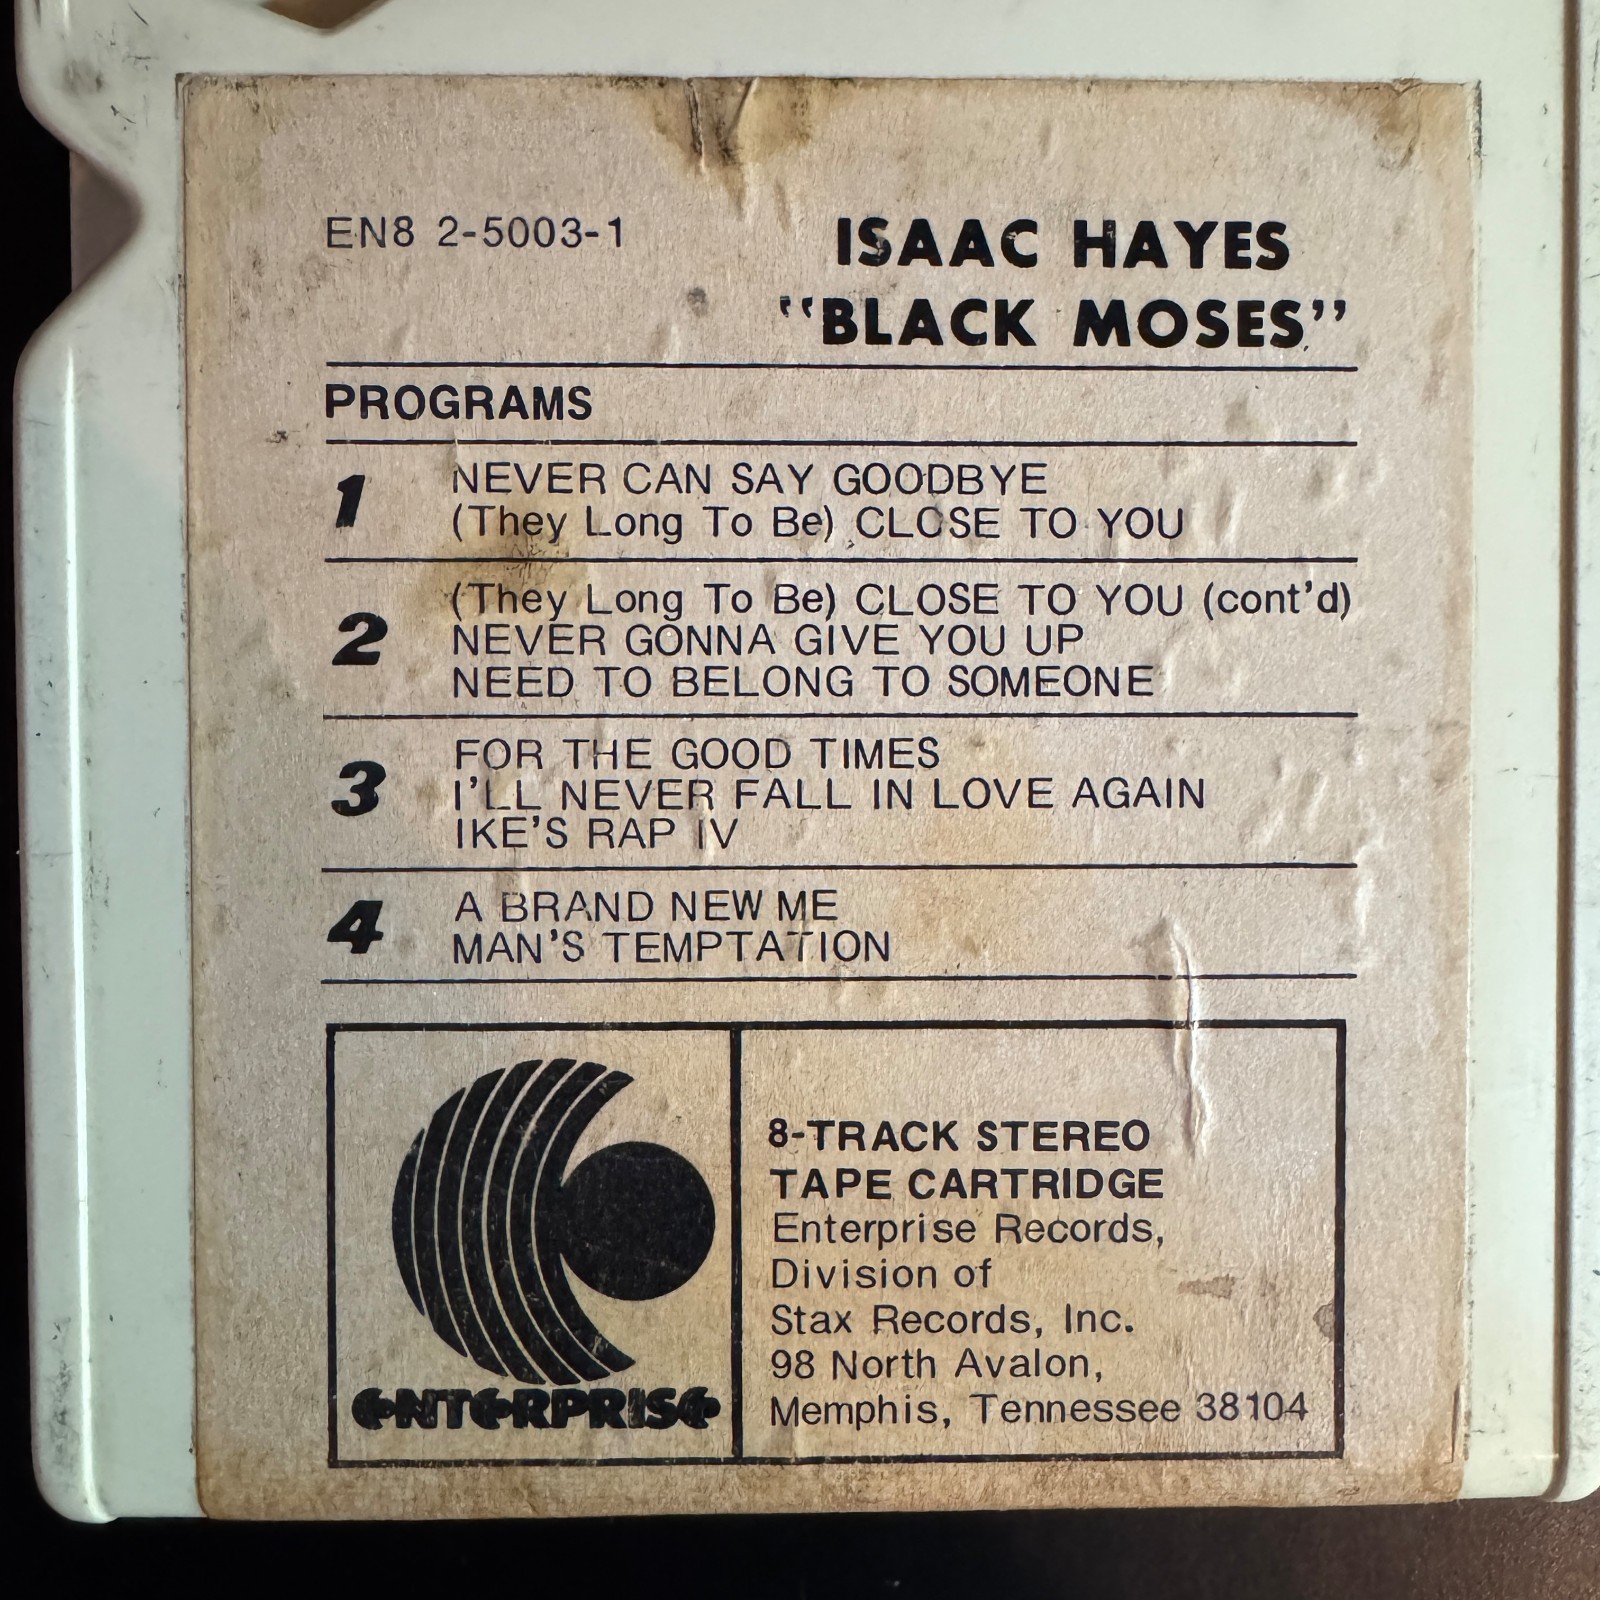 EN8 2-5003-1
ISAAC HAYES
"BLACK MOSES"
PROGRAMS
1
NEVER CAN SAY GOODBYE
(They Long To Be) CLOSE TO YOU
2
(They Long To Be) CLOSE TO YOU (cont'd)
NEVER GONNA GIVE YOU UP
NEED TO BELONG TO SOMEONE
3
FOR THE GOOD TIMES
I'LL NEVER FALL IN LOVE AGAIN
IKE'S RAP IV
4
A BRAND NEW ME
MAN'S TEMPTATION
ENTERPRISE
8-TRACK STEREO
TAPE CARTRIDGE
Enterprise Records,
Division of
Stax Records, Inc.
98 North Avalon,
Memphis, Tennessee 38104